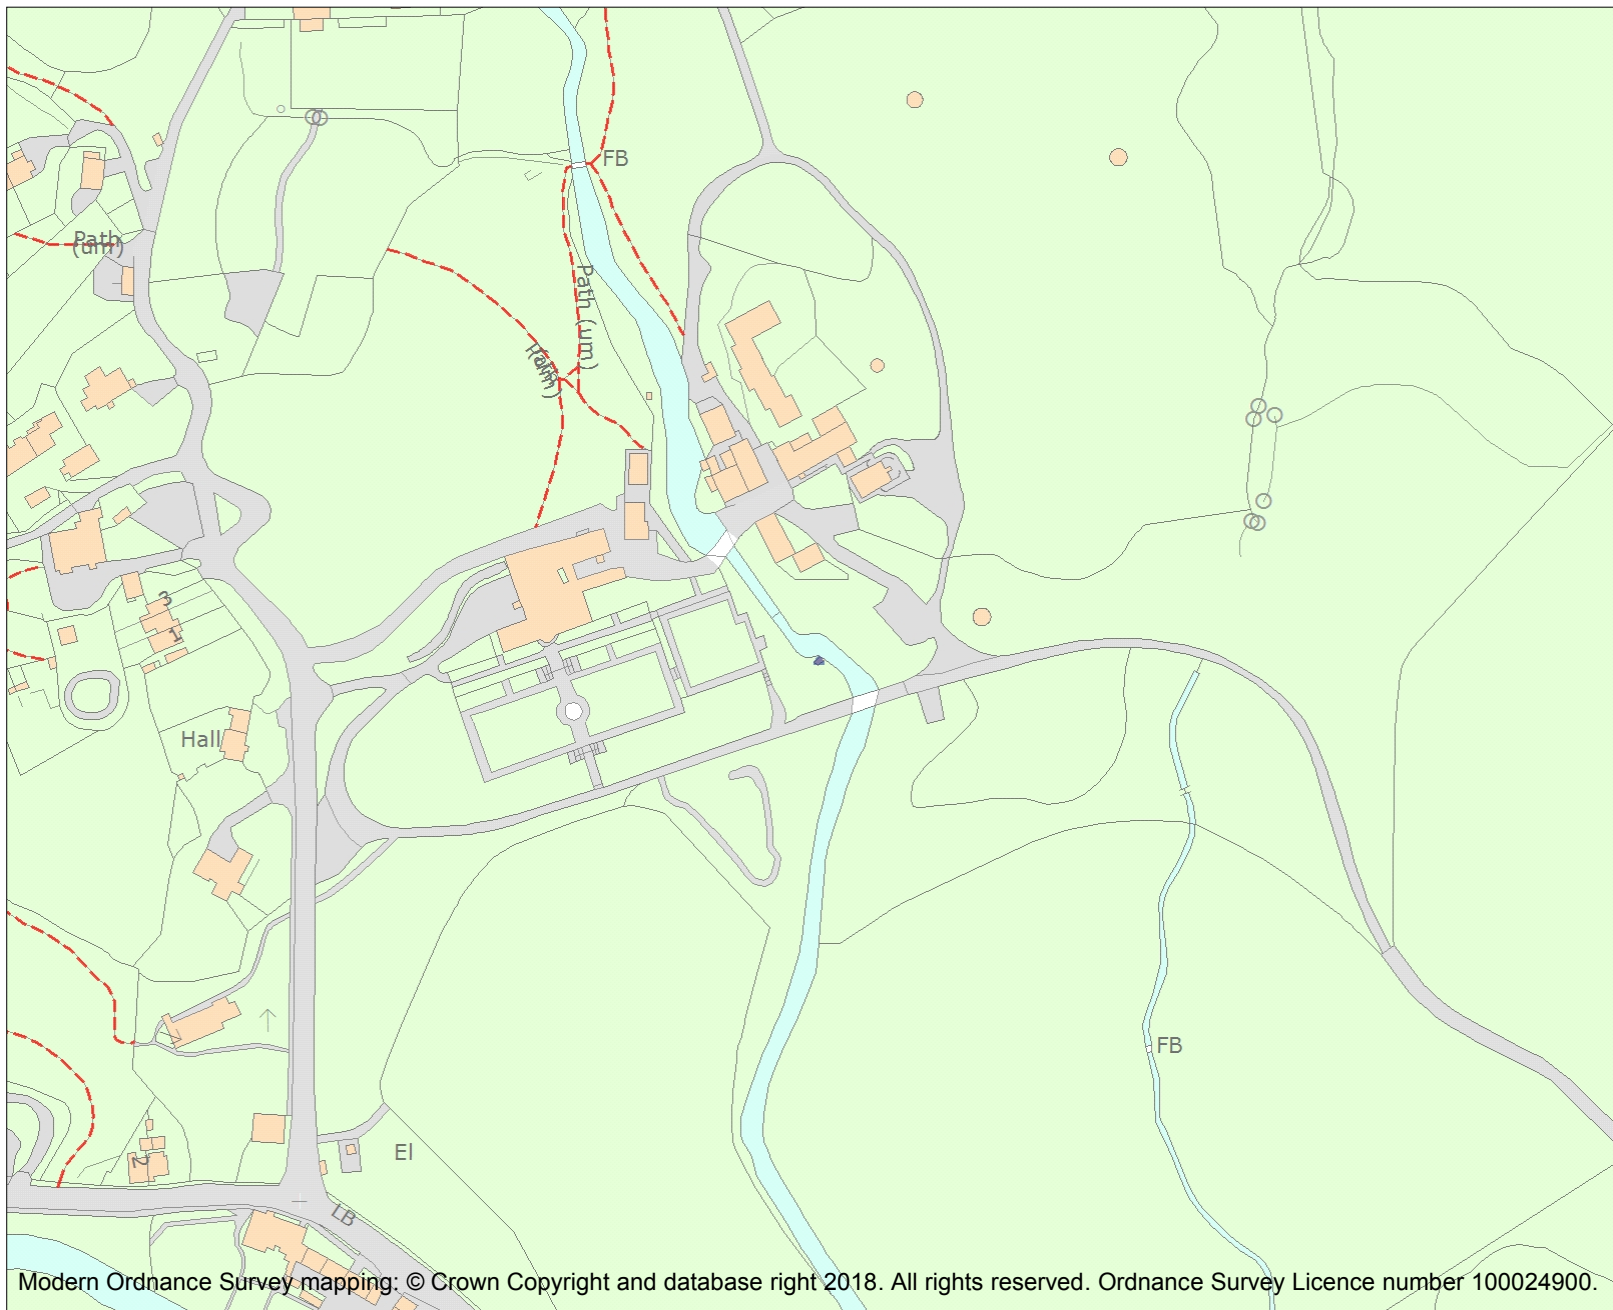 FB
Path
(um)
Path (um)
Path
(um)
3
1
Hall
FB
2
El
LB
Modern Ordnance Survey mapping: © Crown Copyright and database right 2018. All rights reserved. Ordnance Survey Licence number 100024900.